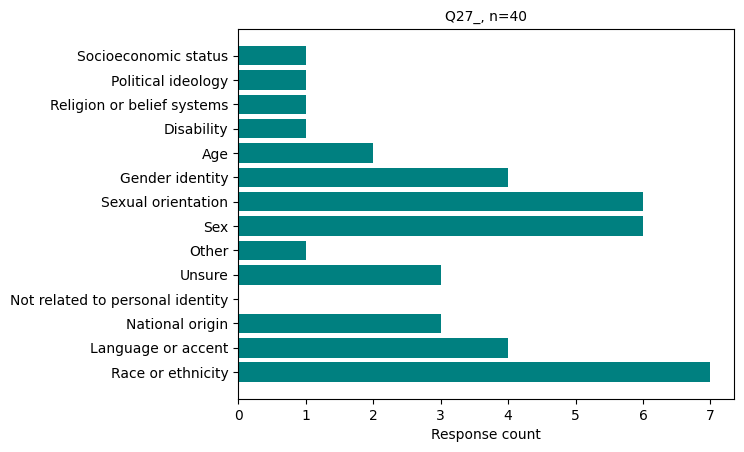 Q27_, n=40
Socioeconomic status
Political ideology
Religion or belief systems
Disability
Age
Gender identity
Sexual orientation
Sex
Other
Unsure
Not related to personal identity
National origin
Language or accent
Race or ethnicity
0 1 2 3 4 5 6 7
Response count